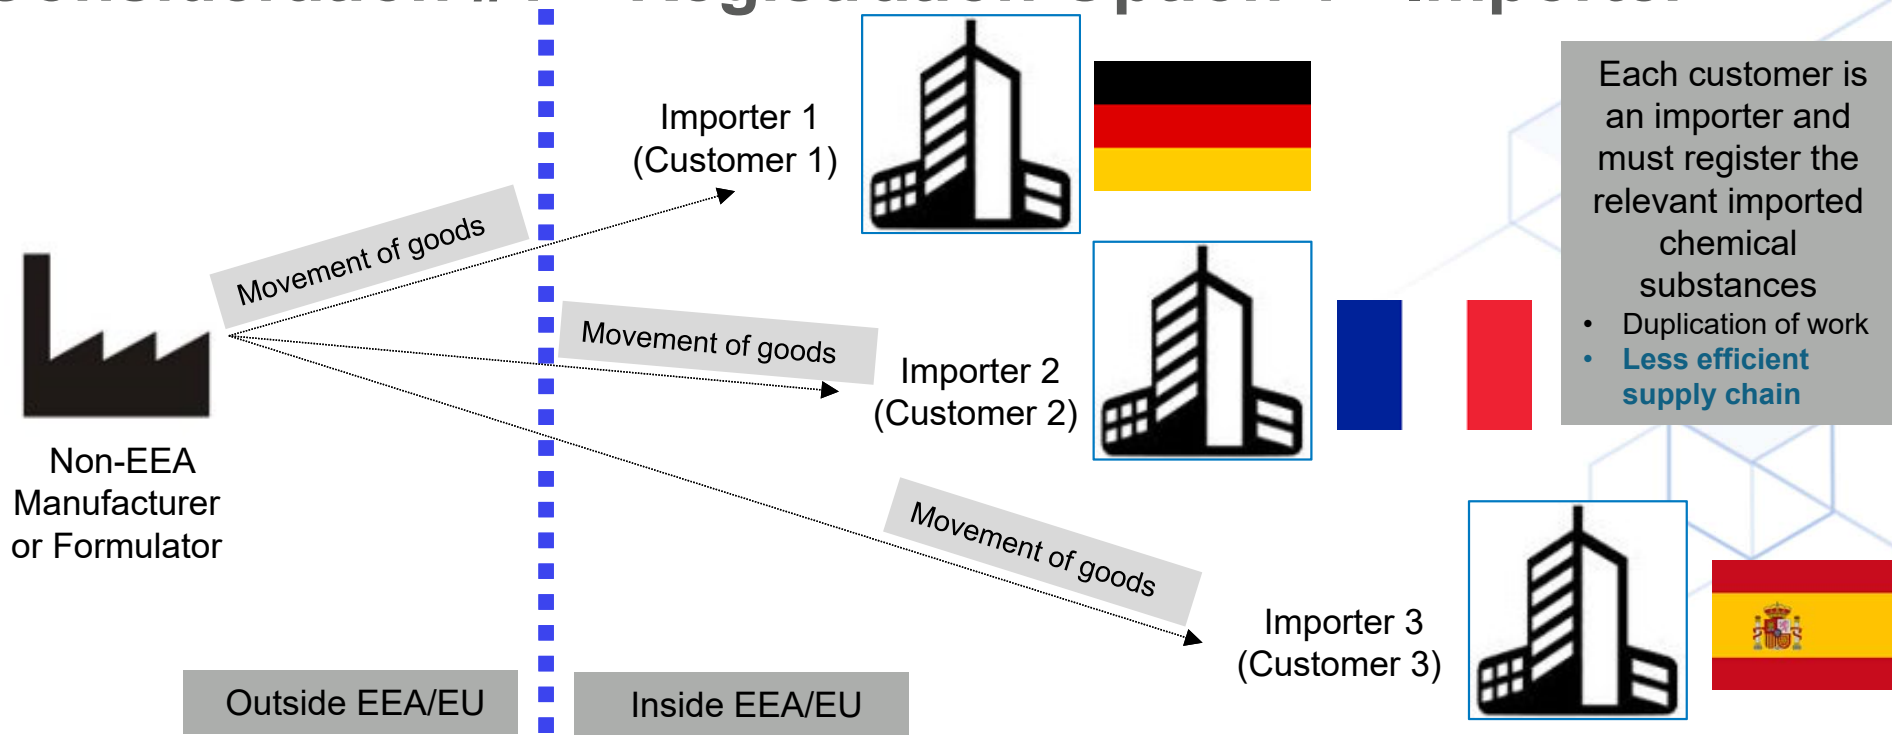 Importer 1
(Customer 1)
Each customer is
an importer and
must register the
relevant imported
chemical
substances
• Duplication of work
• Less efficient
supply chain
Movement of goods
Movement of goods
Importer 2
(Customer 2)
Non-EEA
Manufacturer
or Formulator
Movement of goods
Importer 3
(Customer 3)
Outside EEA/EU
Inside EEA/EU